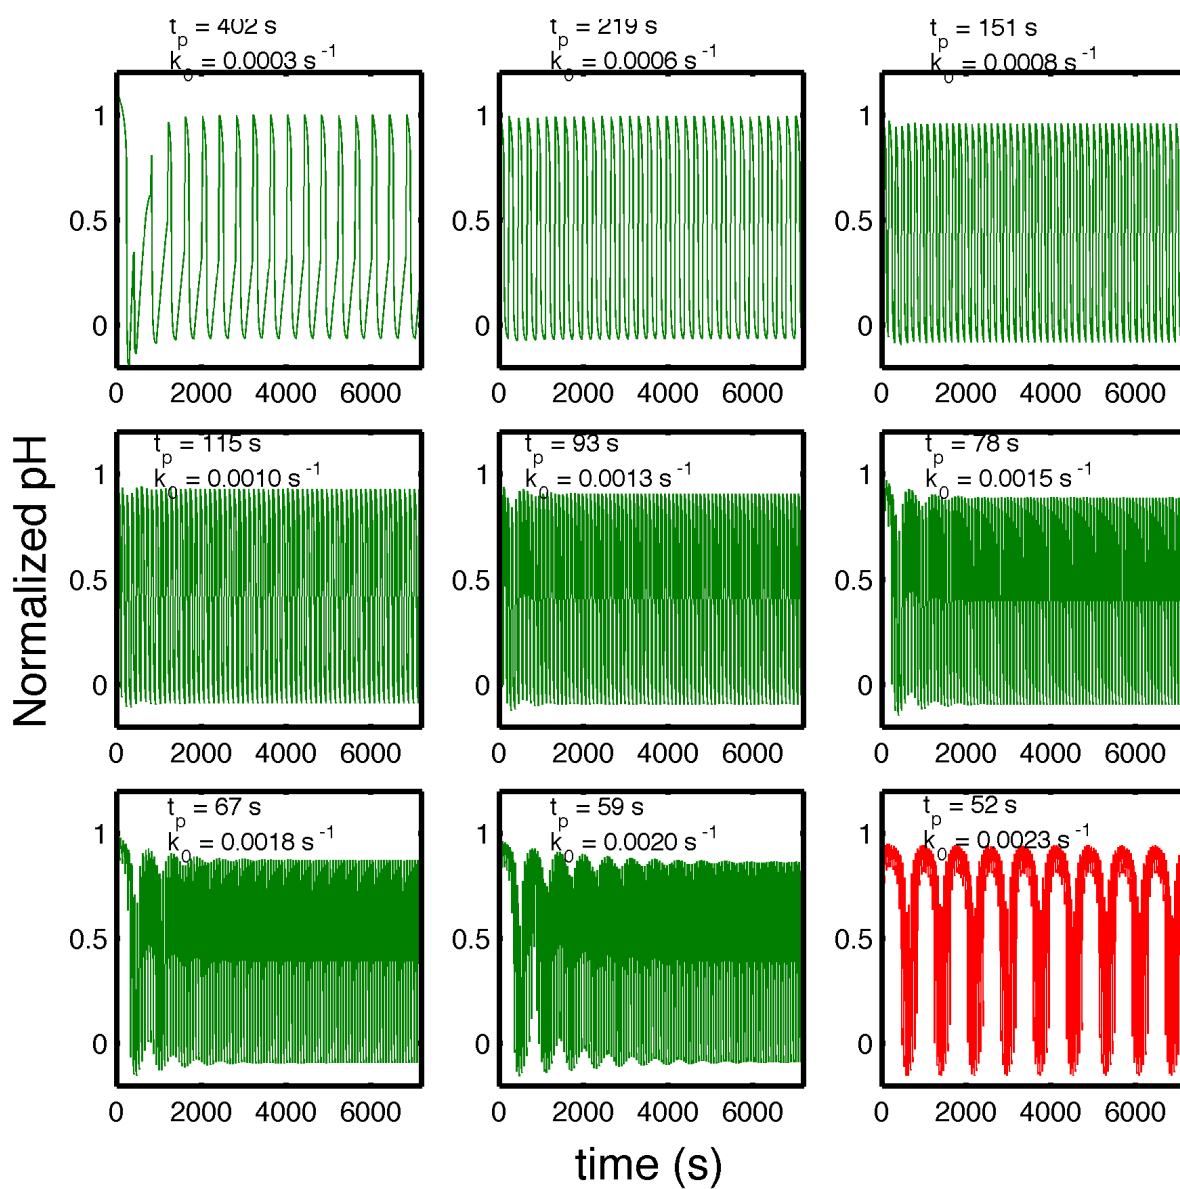 t_p = 402 s
k_o = 0.0003 s^-1
t_p = 219 s
k_o = 0.0006 s^-1
t_p = 151 s
k_o = 0.0008 s^-1
1
0.5
0
0 2000 4000 6000
1
0.5
0
0 2000 4000 6000
1
0.5
0
0 2000 4000 6000
Normalized pH
t_p = 115 s
k_0 = 0.0010 s^-1
t_p = 93 s
k_0 = 0.0013 s^-1
t_p = 78 s
k_0 = 0.0015 s^-1
1
0.5
0
0 2000 4000 6000
1
0.5
0
0 2000 4000 6000
1
0.5
0
0 2000 4000 6000
t_p = 67 s
k_0 = 0.0018 s^-1
t_p = 59 s
k_0 = 0.0020 s^-1
t_p = 52 s
k_0 = 0.0023 s^-1
1
0.5
0
0 2000 4000 6000
1
0.5
0
0 2000 4000 6000
1
0.5
0
0 2000 4000 6000
time (s)